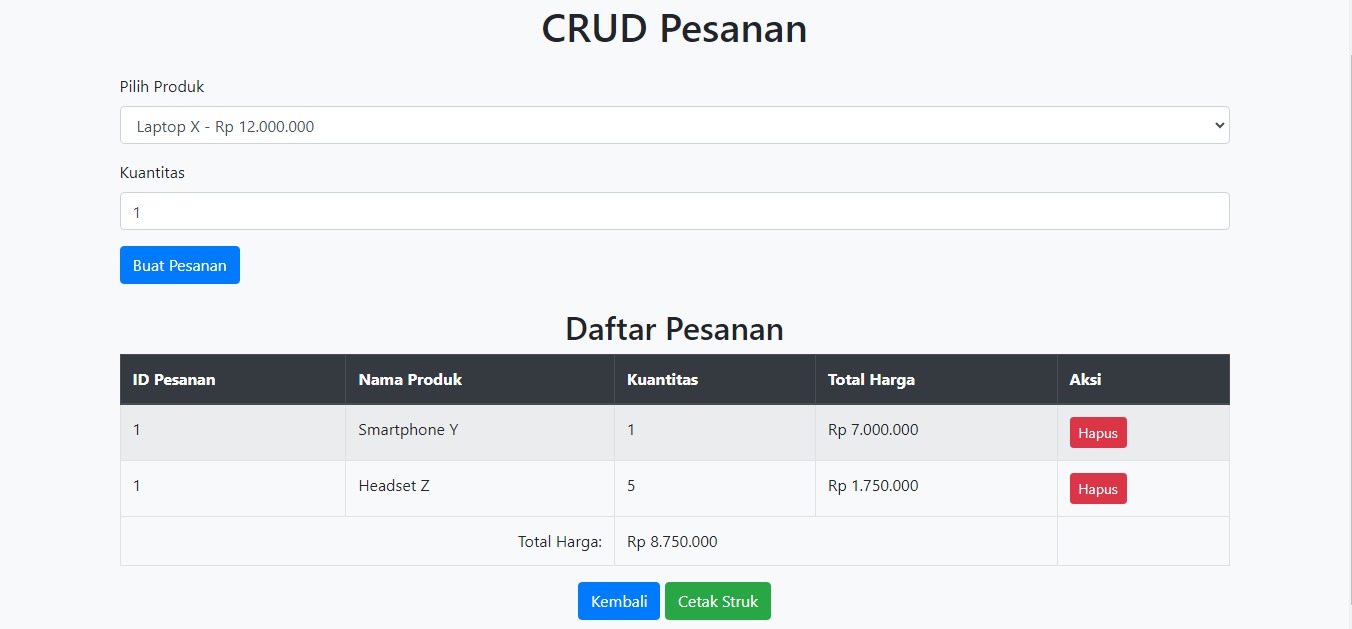 CRUD Pesanan
Pilih Produk
Laptop X - Rp 12.000.000
Kuantitas
1
Buat Pesanan
Daftar Pesanan
ID Pesanan Nama Produk Kuantitas Total Harga Aksi
1 Smartphone Y 1 Rp 7.000.000 Hapus
1 Headset Z 5 Rp 1.750.000 Hapus
Total Harga: Rp 8.750.000
Kembali Cetak Struk